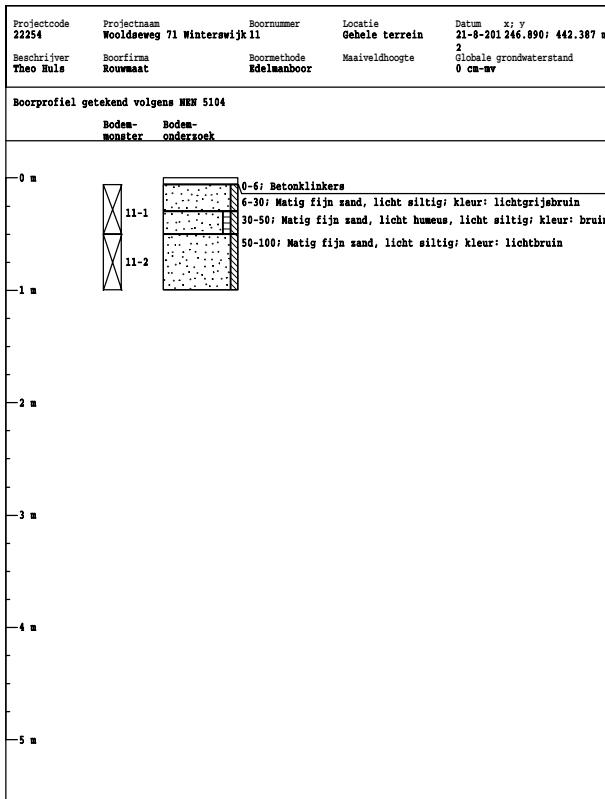 Projectcode Projectnaam Boornummer Locatie Datum x; y
22254 Wooldseweg 71 Winterswijk 11 Gehele terrein 21-8-201 246.890; 442.387 m
2
Beschrijver Boorfirma Boormethode Maaiveldhoogte Globale grondwaterstand
Theo Huls Rouwmaat Edelmanboor 0 cm-mv
Boorprofiel getekend volgens NEN 5104
Bodem- Bodem-
monster onderzoek
0 m
0-6; Betonklinkers
6-30; Matig fijn zand, licht siltig; kleur: lichtgrijsbruin
11-1
30-50; Matig fijn zand, licht humeus, licht siltig; kleur: bruin
50-100; Matig fijn zand, licht siltig; kleur: lichtbruin
11-2
1 m
2 m
3 m
4 m
5 m